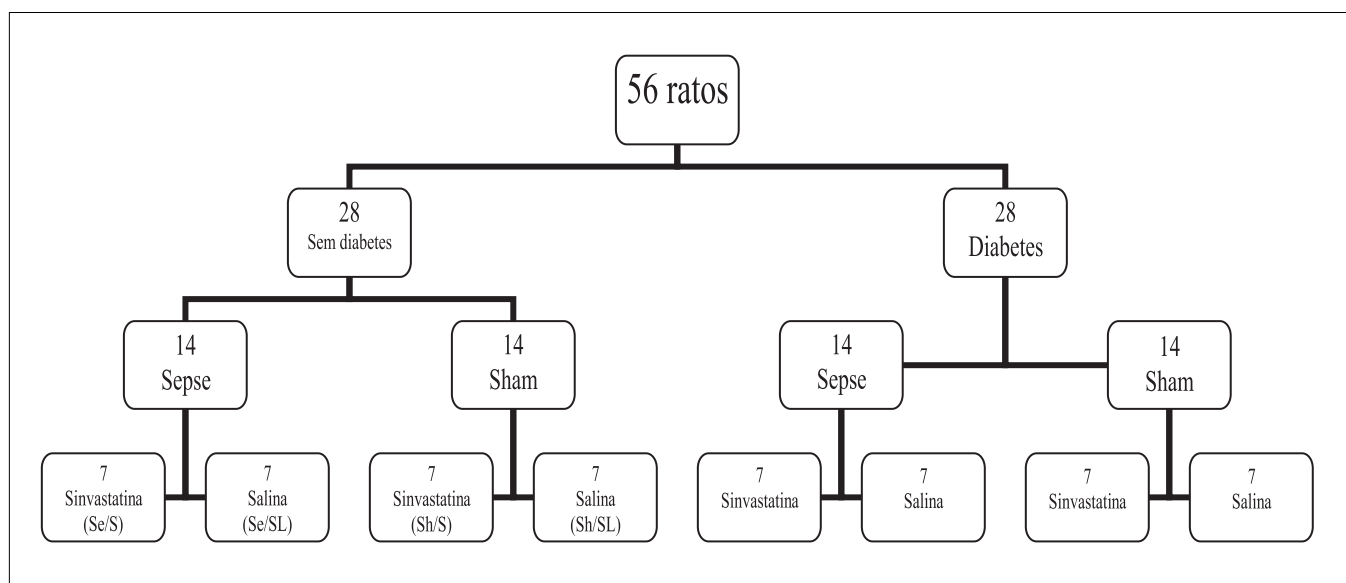 56 ratos
28
Sem diabetes
28
Diabetes
14
Sepse
14
Sham
14
Sepse
14
Sham
7
Sinvastatina
(Se/S)
7
Salina
(Se/SL)
7
Sinvastatina
(Sh/S)
7
Salina
(Sh/SL)
7
Sinvastatina
7
Salina
7
Sinvastatina
7
Salina